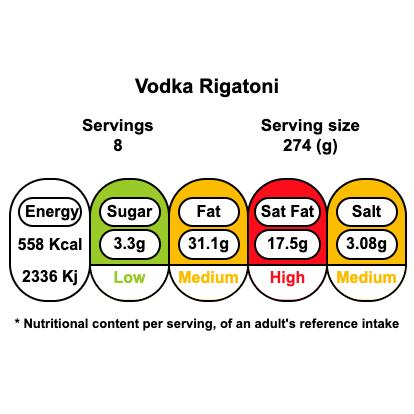 Vodka Rigatoni
Servings Serving size
8 274 (g)
Energy Sugar Fat Sat Fat Salt
558 Kcal 3.3g 31.1g 17.5g 3.08g
2336 Kj Low Medium High Medium
* Nutritional content per serving, of an adult's reference intake